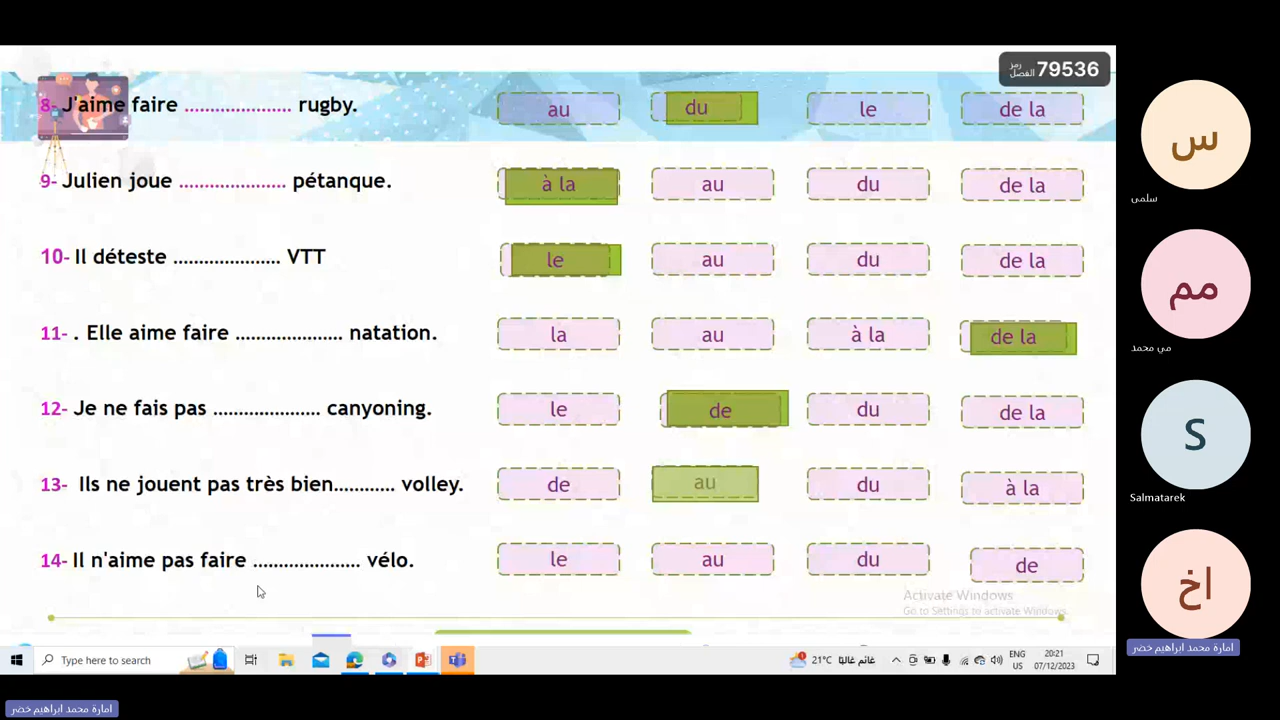 رمز الفصل 79536
8- J'aime faire ..................... rugby. au du le de la
9- Julien joue ..................... pétanque. à la au du de la
10- Il déteste ..................... VTT le au du de la
11- . Elle aime faire ..................... natation. la au à la de la
12- Je ne fais pas ..................... canyoning. le de du de la
13- Ils ne jouent pas très bien............ volley. de au du à la
14- Il n'aime pas faire ..................... vélo. le au du de
Activate Windows
Go to Settings to activate Windows.
س
سلمى
مم
مي محمد
S
Salmatarek
اخ
امارة محمد ابراهيم خضر
Type here to search
21°C غائم غالبًا
ENG
US
20:21
07/12/2023
امارة محمد ابراهيم خضر